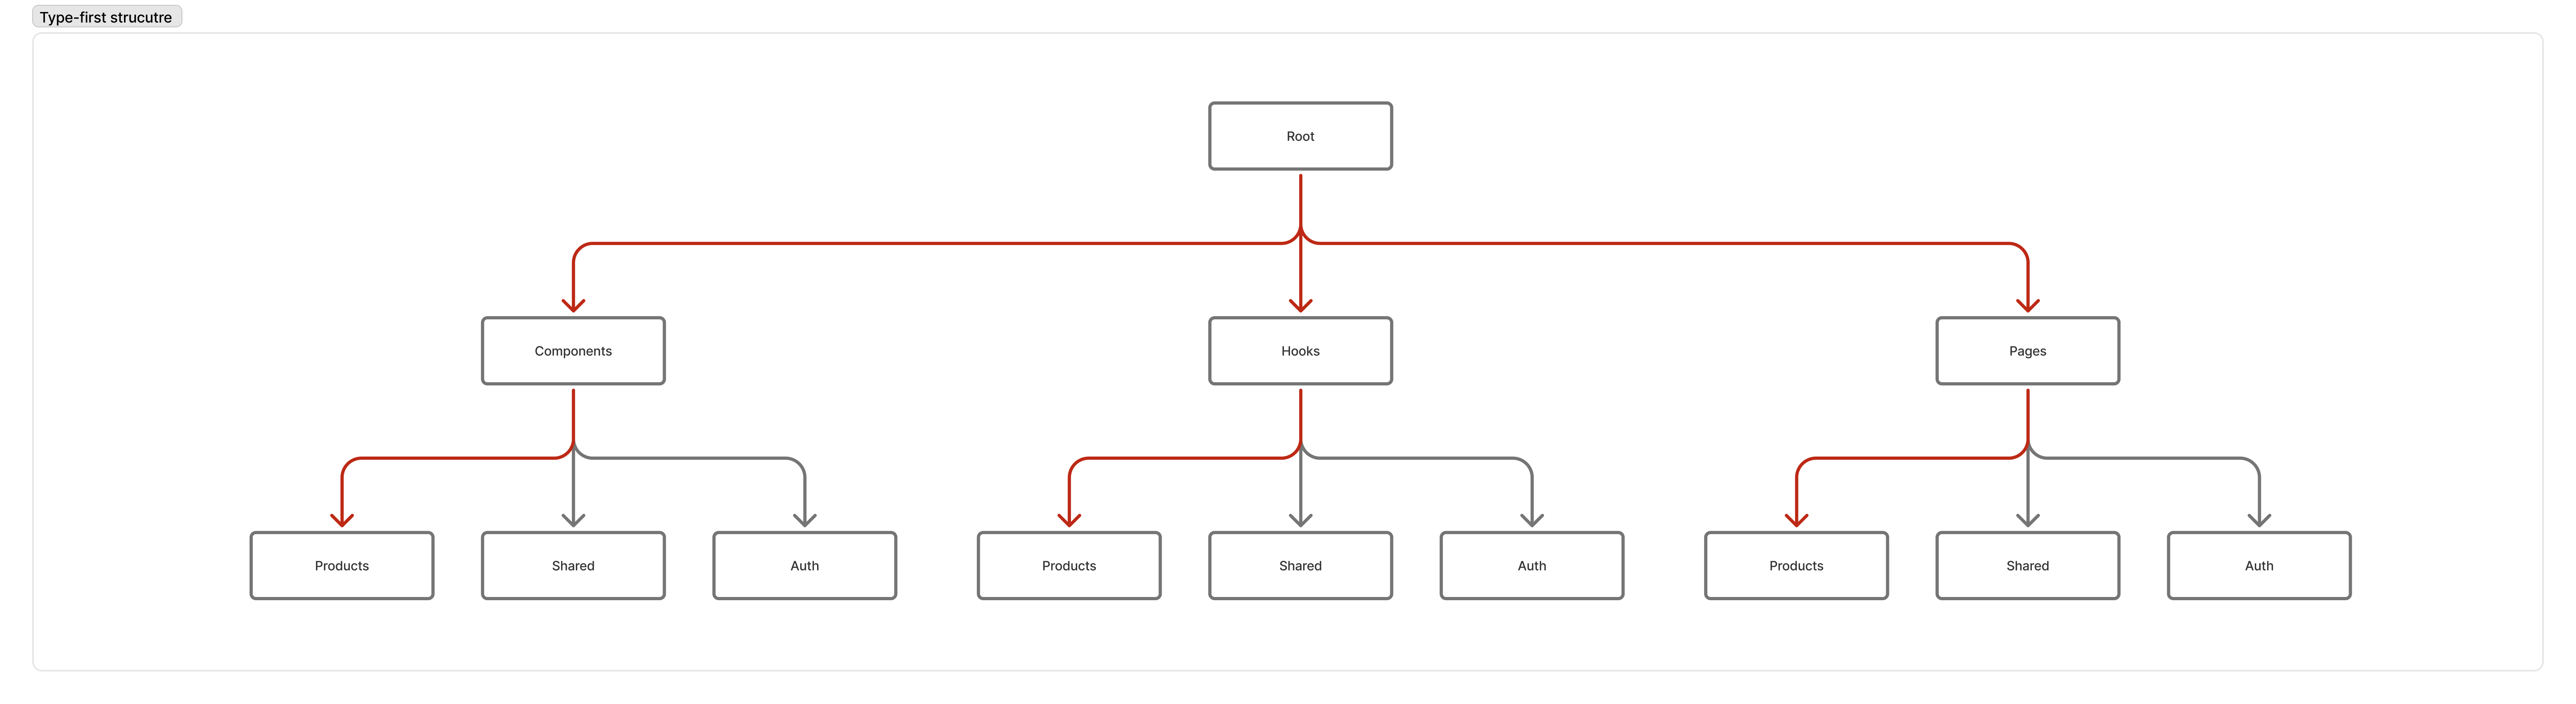 Type-first strucutre
Root
Components
Hooks
Pages
Products
Shared
Auth
Products
Shared
Auth
Products
Shared
Auth